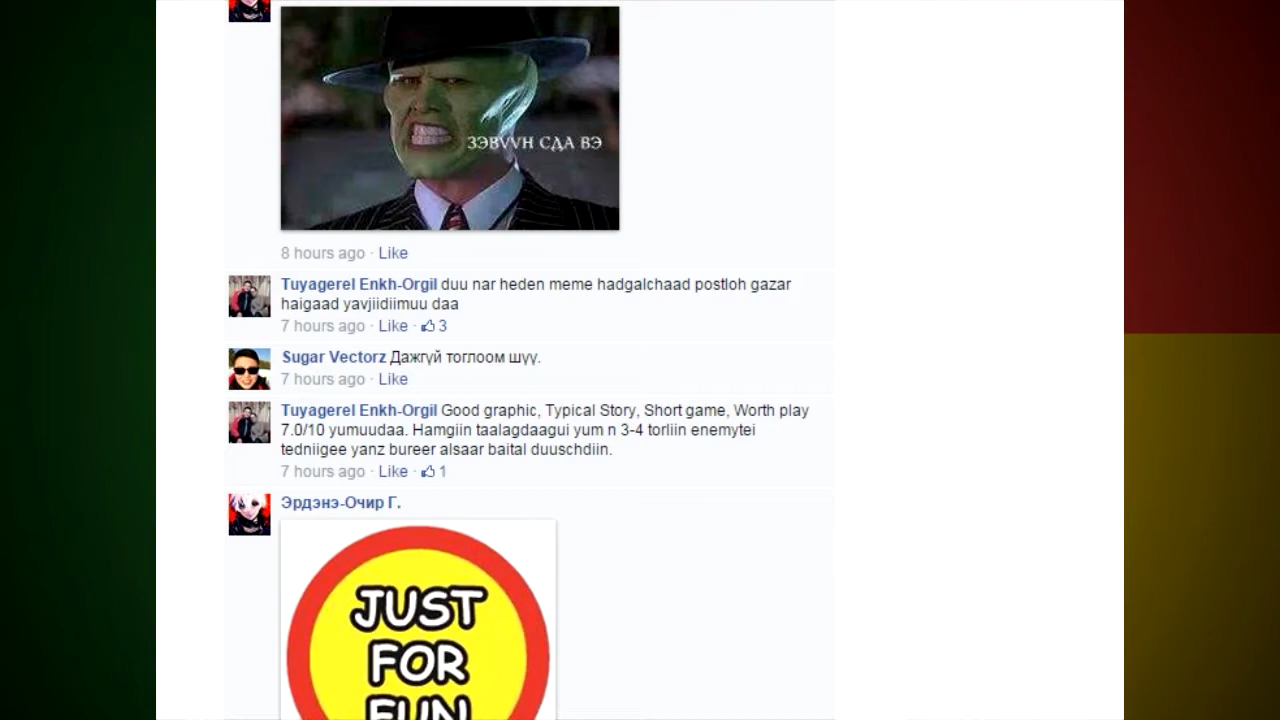 ЗЭВҮҮН СДА ВЭ
8 hours ago · Like
Tuyagerel Enkh-Orgil duu nar heden meme hadgalchaad postloh gazar
haigaad yavjiidiimuu daa
7 hours ago · Like · 3
Sugar Vectorz Дажгүй тоглоом шүү.
7 hours ago · Like
Tuyagerel Enkh-Orgil Good graphic, Typical Story, Short game, Worth play
7.0/10 yumuudaa. Hamgiin taalagdaagui yum n 3-4 torliin enemytei
tedniigee yanz bureer alsaar baital duuschdiin.
7 hours ago · Like · 1
Эрдэнэ-Очир Г.
JUST
FOR
FUN